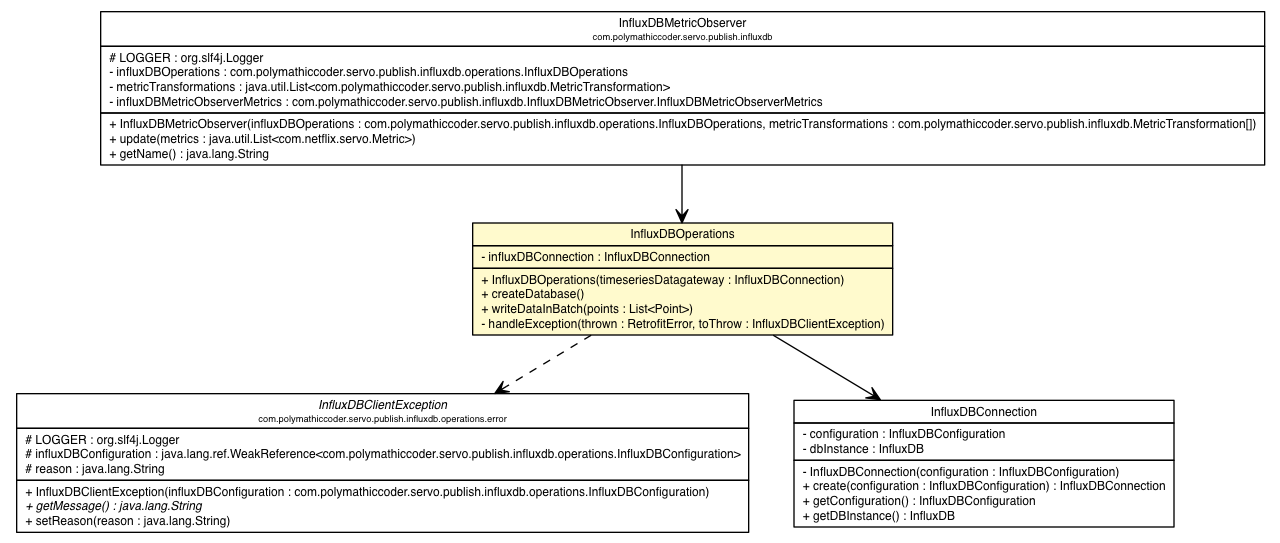 InfluxDBMetricObserver
com.polymathiccoder.servo.publish.influxdb
# LOGGER : org.slf4j.Logger
- influxDBOperations : com.polymathiccoder.servo.publish.influxdb.operations.InfluxDBOperations
- metricTransformations : java.util.List<com.polymathiccoder.servo.publish.influxdb.MetricTransformation>
- influxDBMetricObserverMetrics : com.polymathiccoder.servo.publish.influxdb.InfluxDBMetricObserver.InfluxDBMetricObserverMetrics
+ InfluxDBMetricObserver(influxDBOperations : com.polymathiccoder.servo.publish.influxdb.operations.InfluxDBOperations, metricTransformations : com.polymathiccoder.servo.publish.influxdb.MetricTransformation[])
+ update(metrics : java.util.List<com.netflix.servo.Metric>)
+ getName() : java.lang.String
InfluxDBOperations
- influxDBConnection : InfluxDBConnection
+ InfluxDBOperations(timeseriesDatagateway : InfluxDBConnection)
+ createDatabase()
+ writeDataInBatch(points : List<Point>)
- handleException(thrown : RetrofitError, toThrow : InfluxDBClientException)
InfluxDBClientException
com.polymathiccoder.servo.publish.influxdb.operations.error
# LOGGER : org.slf4j.Logger
# influxDBConfiguration : java.lang.ref.WeakReference<com.polymathiccoder.servo.publish.influxdb.operations.InfluxDBConfiguration>
# reason : java.lang.String
+ InfluxDBClientException(influxDBConfiguration : com.polymathiccoder.servo.publish.influxdb.operations.InfluxDBConfiguration)
+ getMessage() : java.lang.String
+ setReason(reason : java.lang.String)
InfluxDBConnection
- configuration : InfluxDBConfiguration
- dbInstance : InfluxDB
- InfluxDBConnection(configuration : InfluxDBConfiguration)
+ create(configuration : InfluxDBConfiguration) : InfluxDBConnection
+ getConfiguration() : InfluxDBConfiguration
+ getDBInstance() : InfluxDB